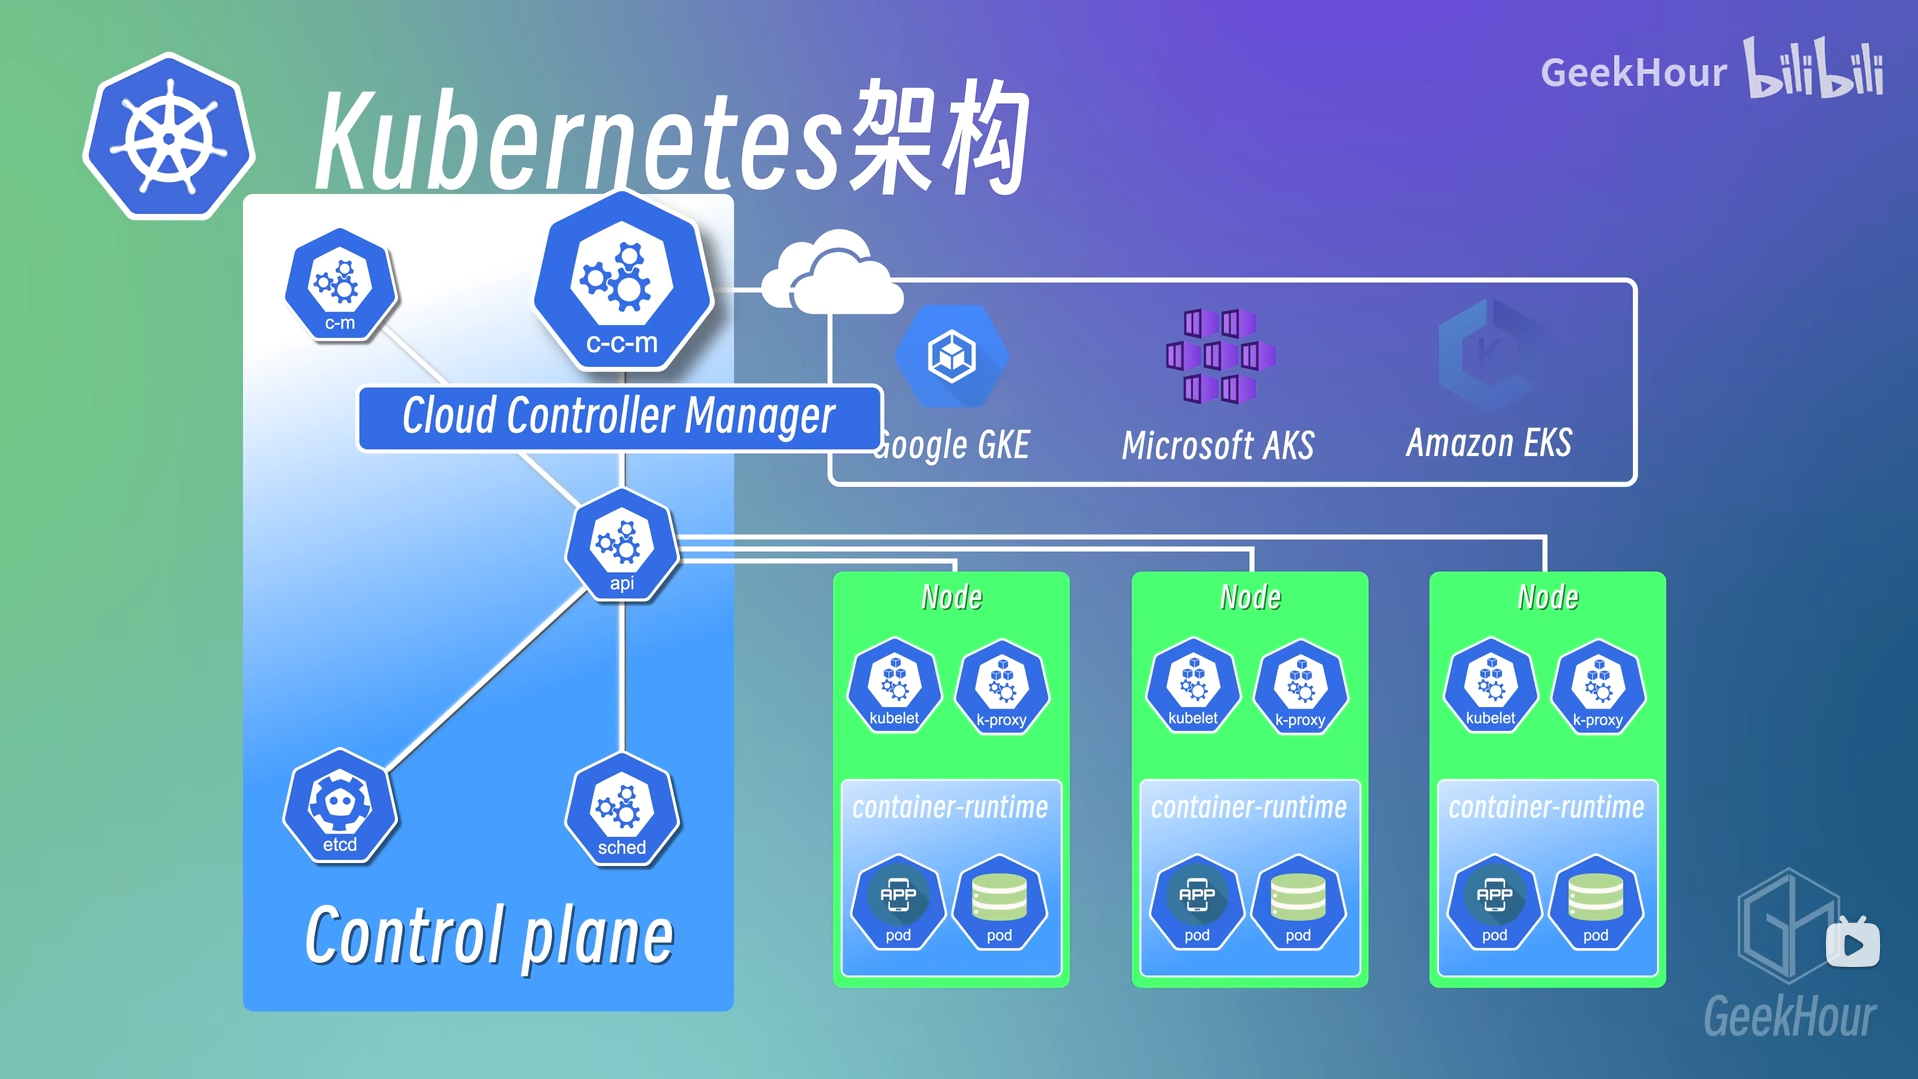 GeekHour bilibili
Kubernetes架构
c-m
c-c-m
Cloud Controller Manager
Google GKE
Microsoft AKS
Amazon EKS
K
api
etcd
sched
Control plane
Node
kubelet
k-proxy
container-runtime
APP
pod
pod
Node
kubelet
k-proxy
container-runtime
APP
pod
pod
Node
kubelet
k-proxy
container-runtime
APP
pod
pod
GeekHour